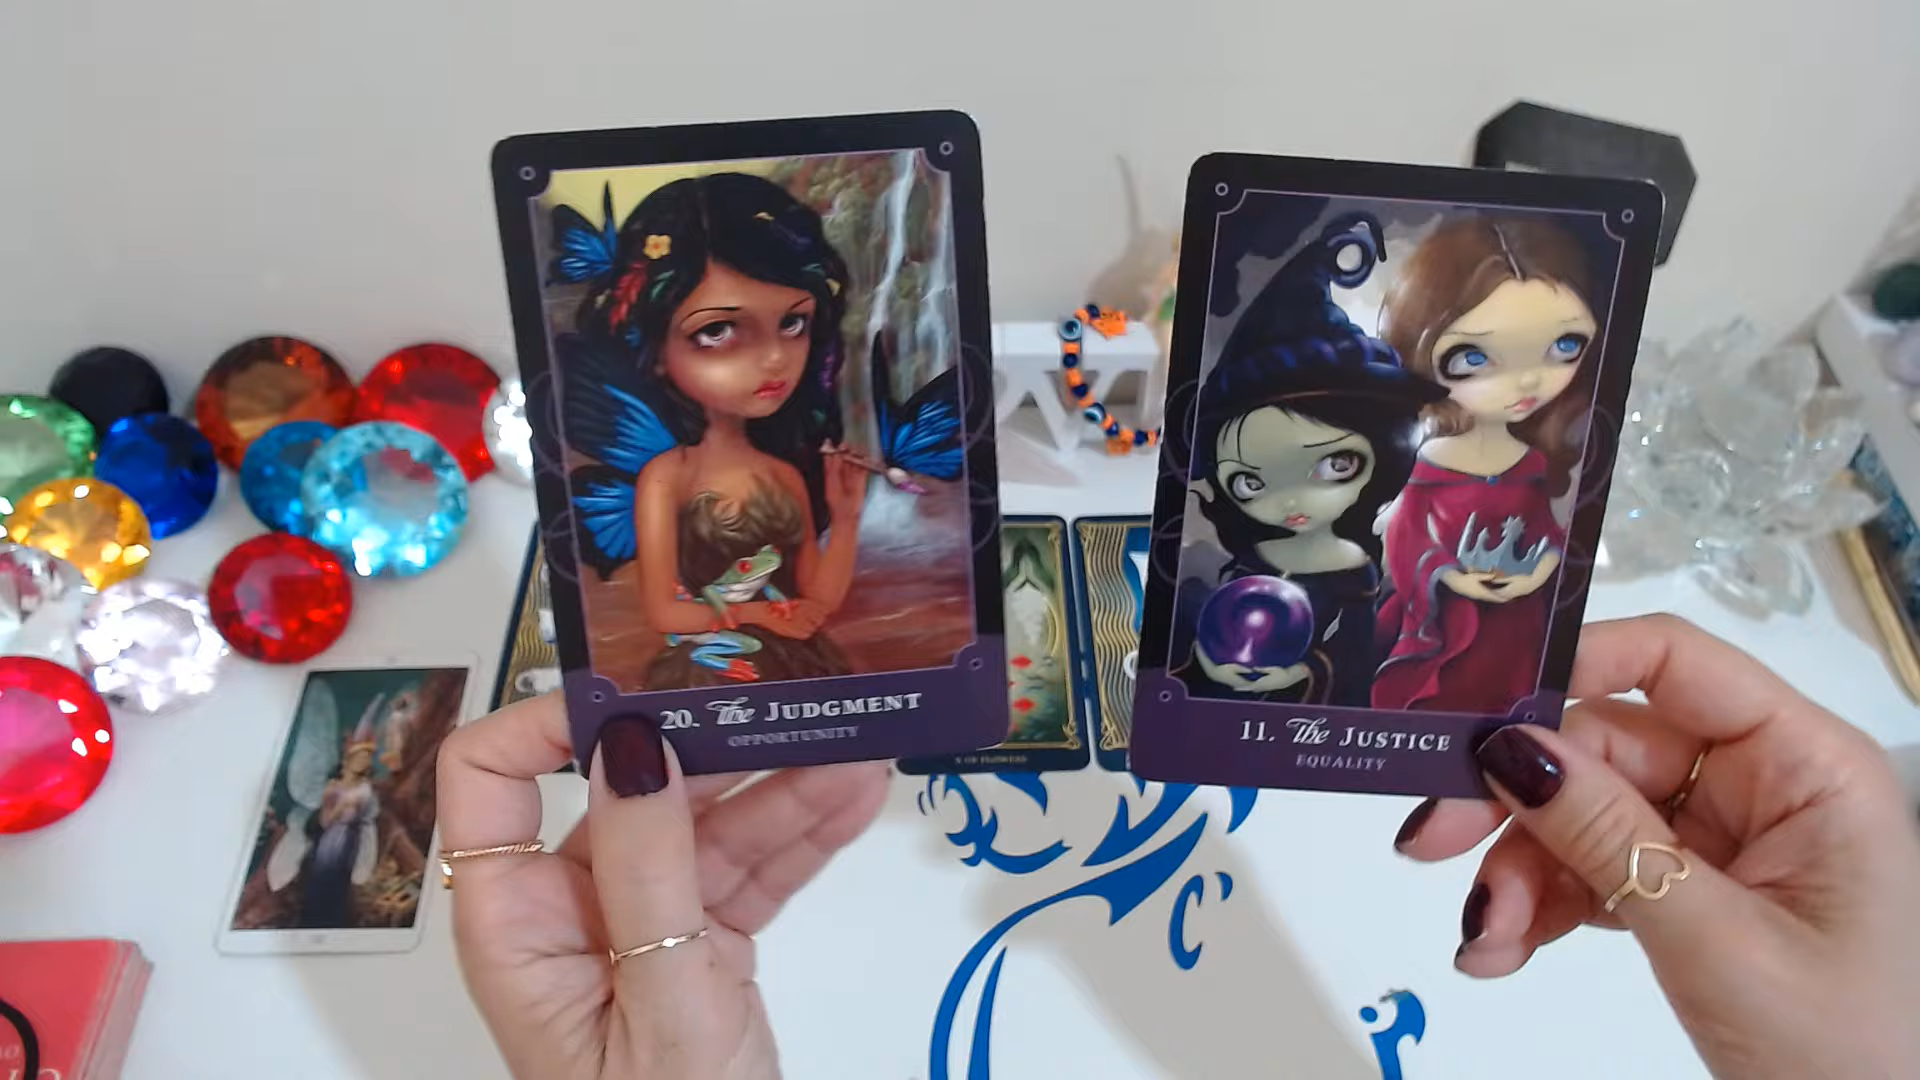 20. The JUDGMENT
OPPORTUNITY
11. The JUSTICE
EQUALITY